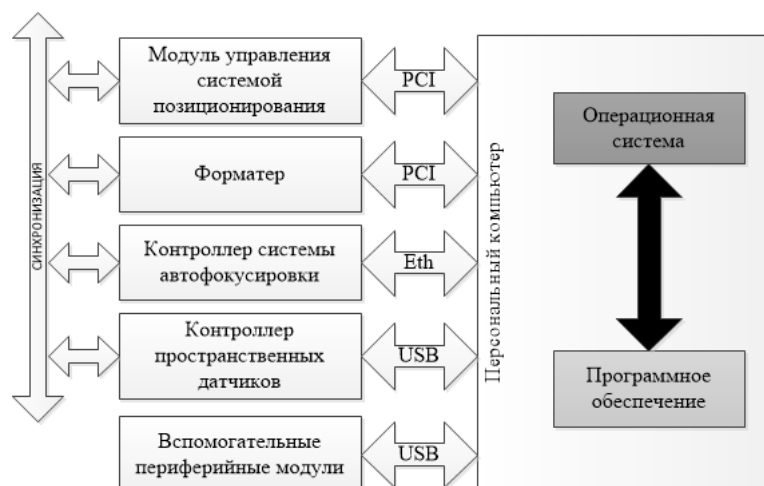 СИНХРОНИЗАЦИЯ
Модуль управления
системой
позиционирования
PCI
Форматер
PCI
Контроллер системы
автофокусировки
Eth
Контроллер
пространственных
датчиков
USB
Вспомогательные
периферийные модули
USB
Персональный компьютер
Операционная
система
Программное
обеспечение